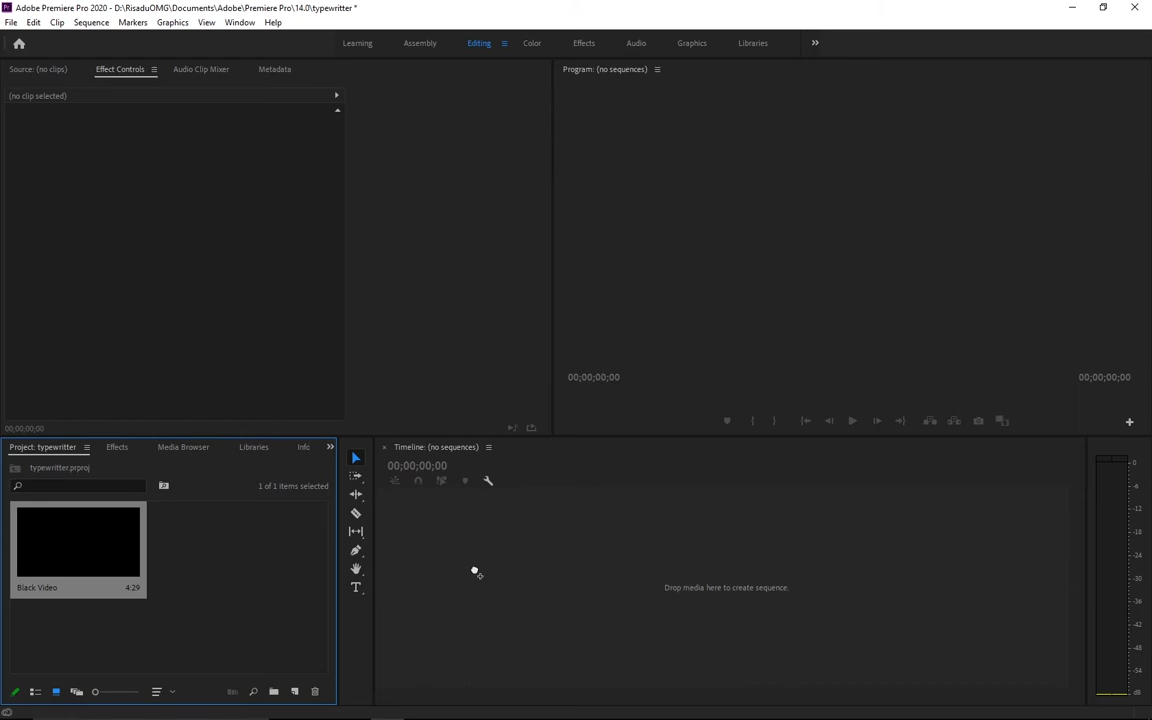 Adobe Premiere Pro 2020 - D:\RisaduOMG\Documents\Adobe\Premiere Pro\14.0\typewritter *
File Edit Clip Sequence Markers Graphics View Window Help
Learning Assembly Editing Color Effects Audio Graphics Libraries
Source: (no clips) Effect Controls Audio Clip Mixer Metadata
Program: (no sequences)
(no clip selected)
00;00;00;00 00;00;00;00
00;00;00;00
Project: typewritter Effects Media Browser Libraries Info
Timeline: (no sequences)
00;00;00;00
typewritter.prproj
1 of 1 items selected
Black Video 4:29
Drop media here to create sequence.
0
-6
-12
-18
-24
-30
-36
-42
-48
-54
dB